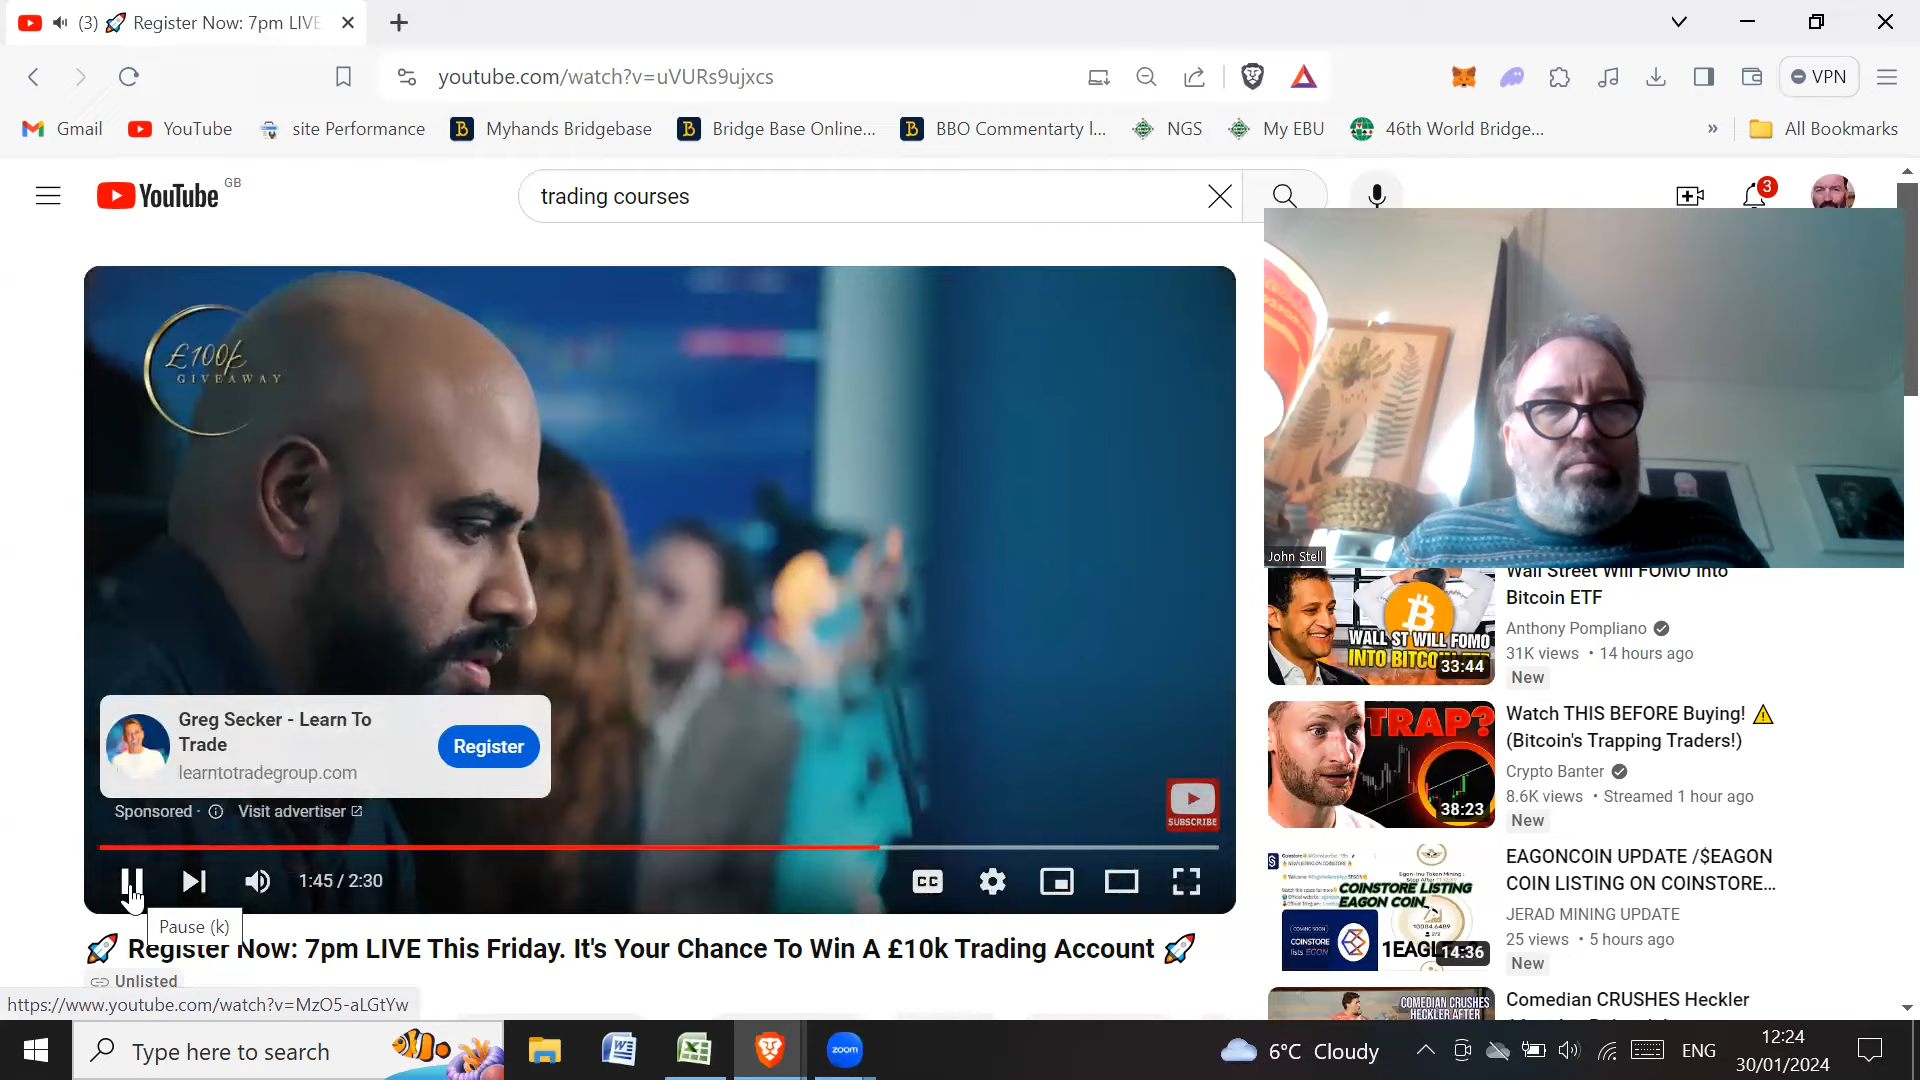 (3) 🚀 Register Now: 7pm LIVE
youtube.com/watch?v=uVURs9ujxcs
VPN
Gmail
YouTube
site Performance
Myhands Bridgebase
Bridge Base Online...
BBO Commentarty l...
NGS
My EBU
46th World Bridge...
»
All Bookmarks
YouTube GB
trading courses
3
£100k
GIVEAWAY
Greg Secker - Learn To
Trade
learntotradegroup.com
Register
Sponsored · Visit advertiser
SUBSCRIBE
1:45 / 2:30
CC
Pause (k)
🚀 Register Now: 7pm LIVE This Friday. It's Your Chance To Win A £10k Trading Account 🚀
Unlisted
https://www.youtube.com/watch?v=MzO5-aLGtYw
John Stell
WALL ST WILL FOMO
INTO BITCOIN ETF
33:44
Wall Street Will FOMO Into
Bitcoin ETF
Anthony Pompliano
31K views • 14 hours ago
New
TRAP?
38:23
Watch THIS BEFORE Buying! ⚠️
(Bitcoin's Trapping Traders!)
Crypto Banter
8.6K views • Streamed 1 hour ago
New
COINSTORE LISTING
EAGON COIN
COMING SOON
COINSTORE
14:36
EAGONCOIN UPDATE /$EAGON
COIN LISTING ON COINSTORE...
JERAD MINING UPDATE
25 views • 5 hours ago
New
COMEDIAN CRUSHES
HECKLER AFTER
Comedian CRUSHES Heckler
Type here to search
zoom
6°C Cloudy
ENG
12:24
30/01/2024